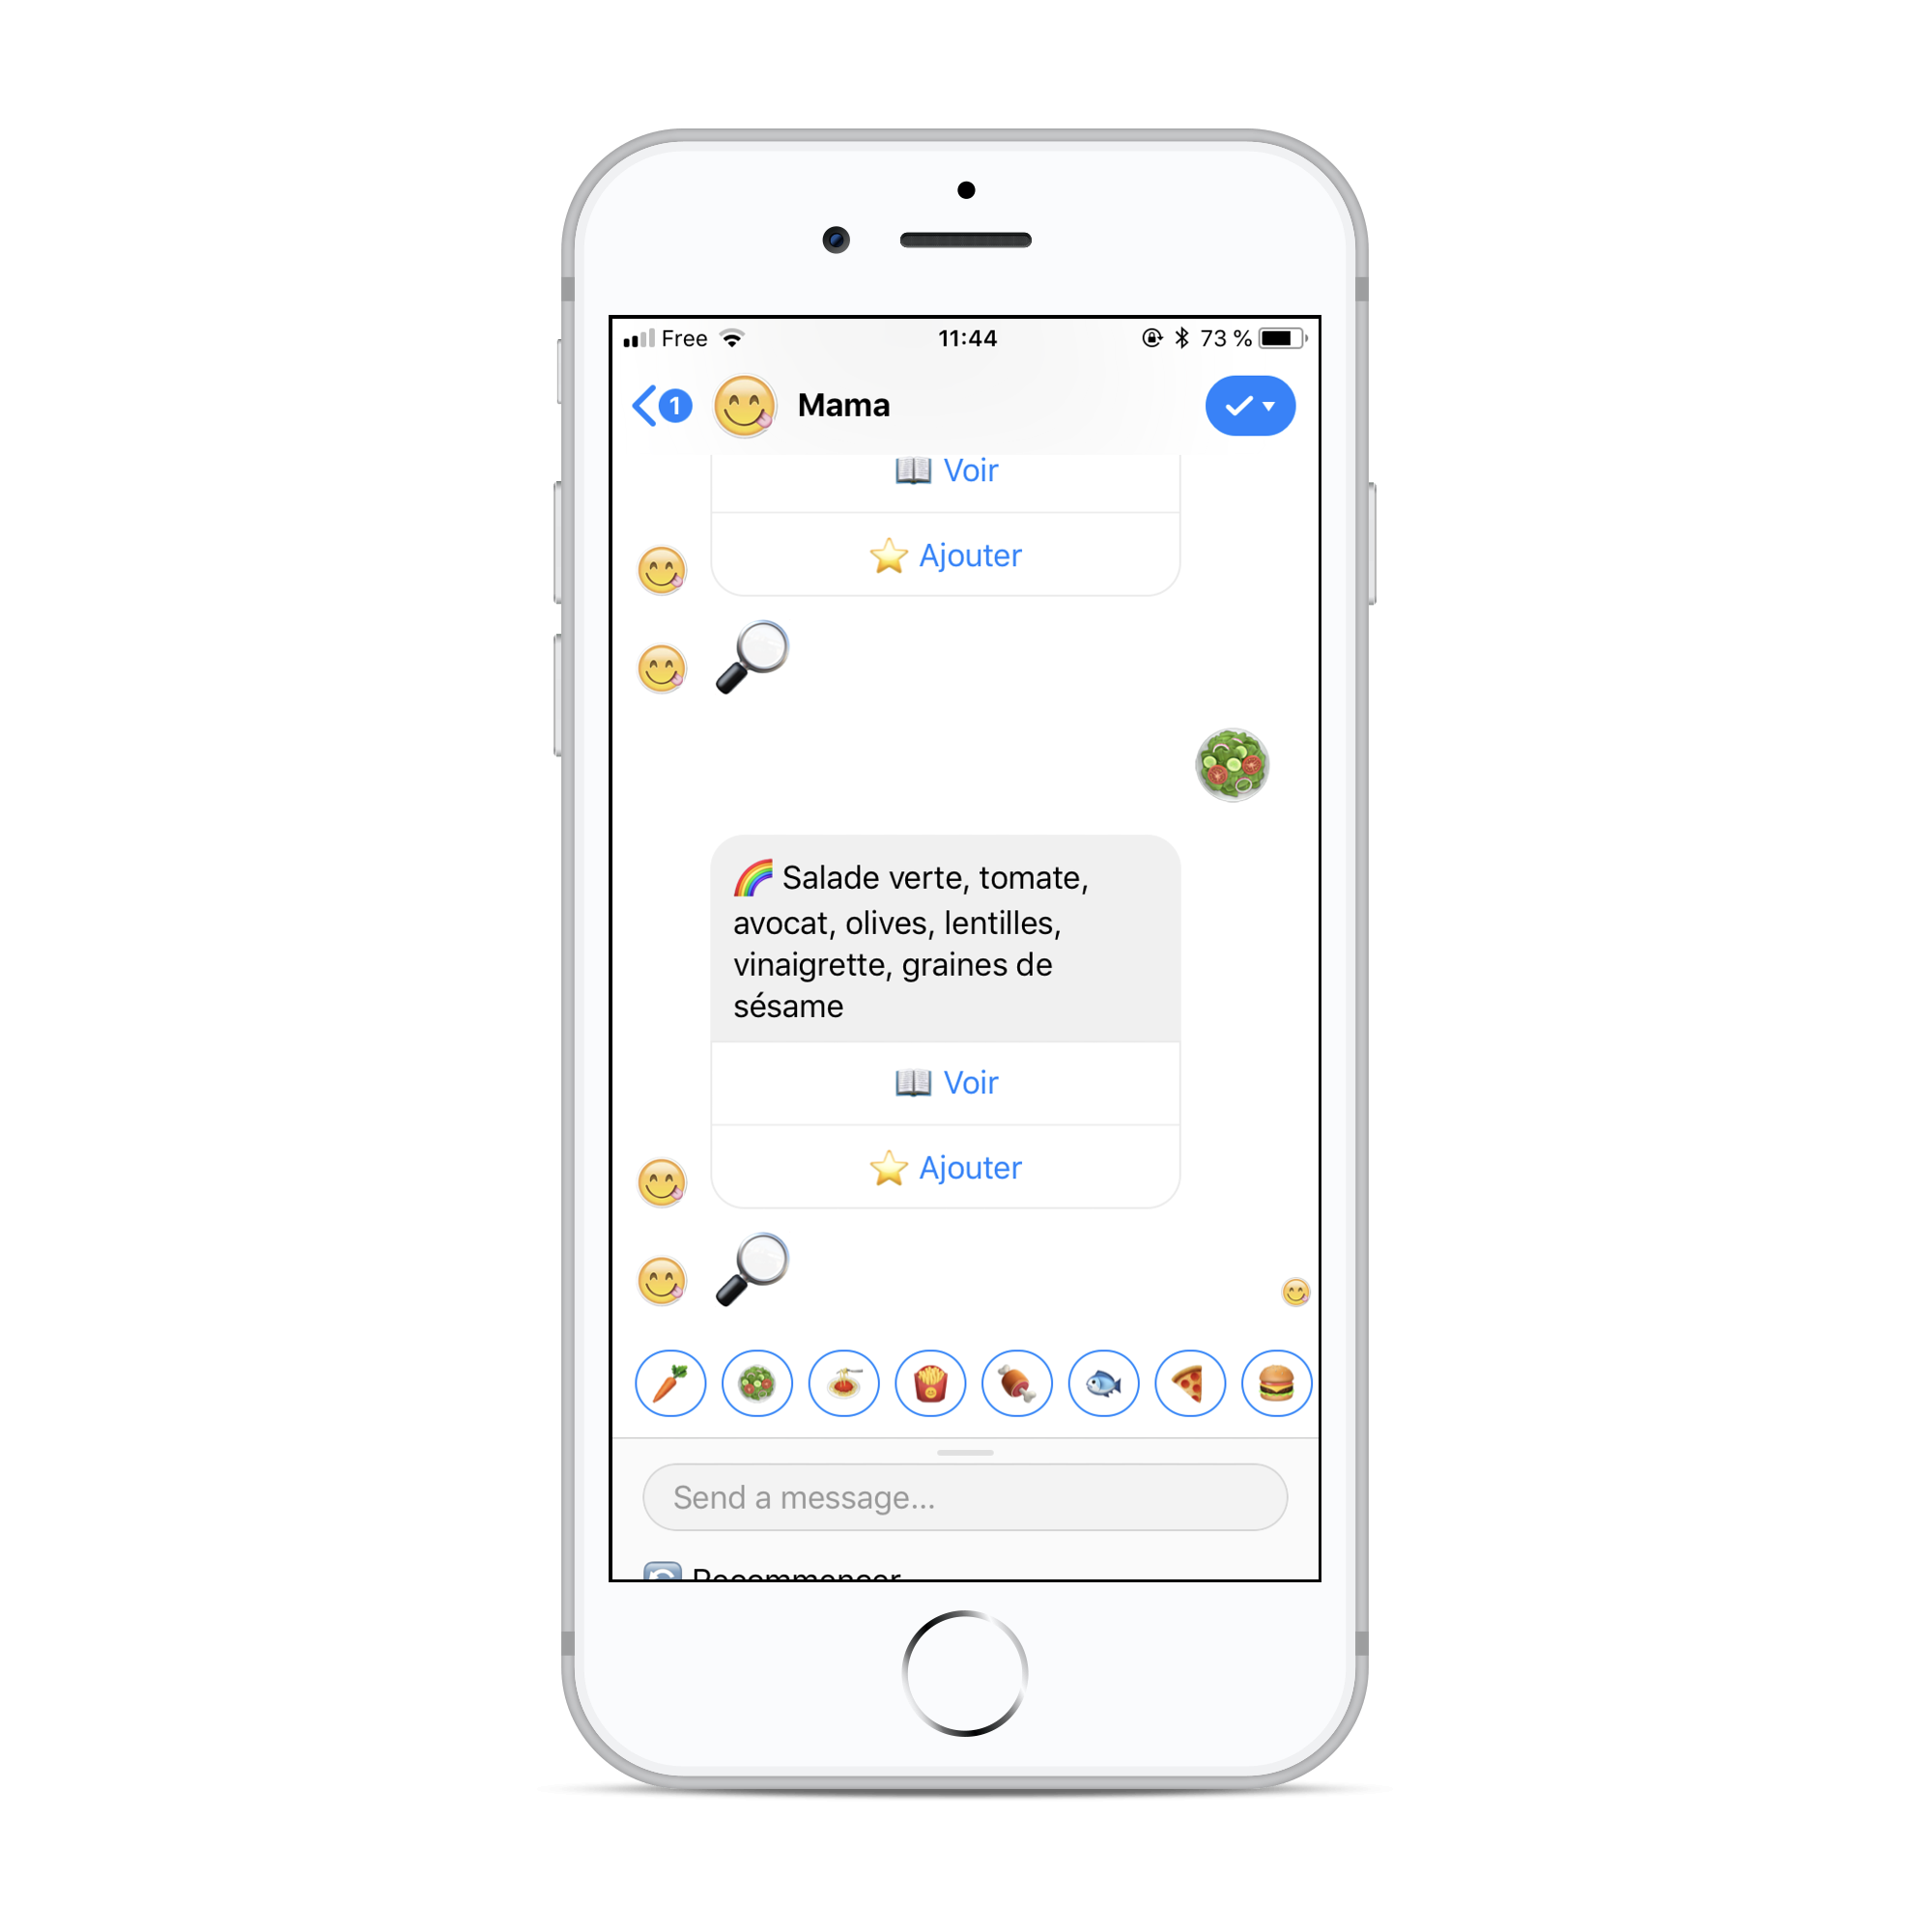 Free 11:44 73 %
1 Mama
Voir
Ajouter
Salade verte, tomate,
avocat, olives, lentilles,
vinaigrette, graines de
sésame
Voir
Ajouter
Send a message...
Recommencer